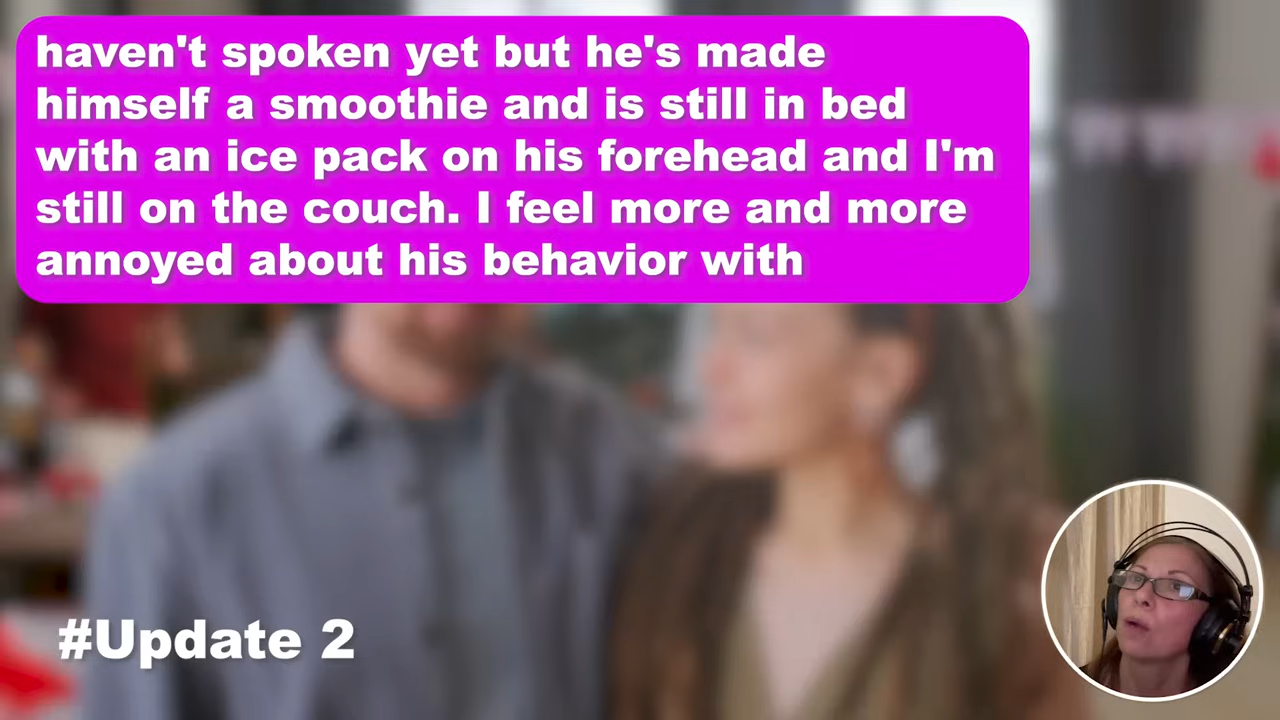 haven't spoken yet but he's made
himself a smoothie and is still in bed
with an ice pack on his forehead and I'm
still on the couch. I feel more and more
annoyed about his behavior with
#Update 2